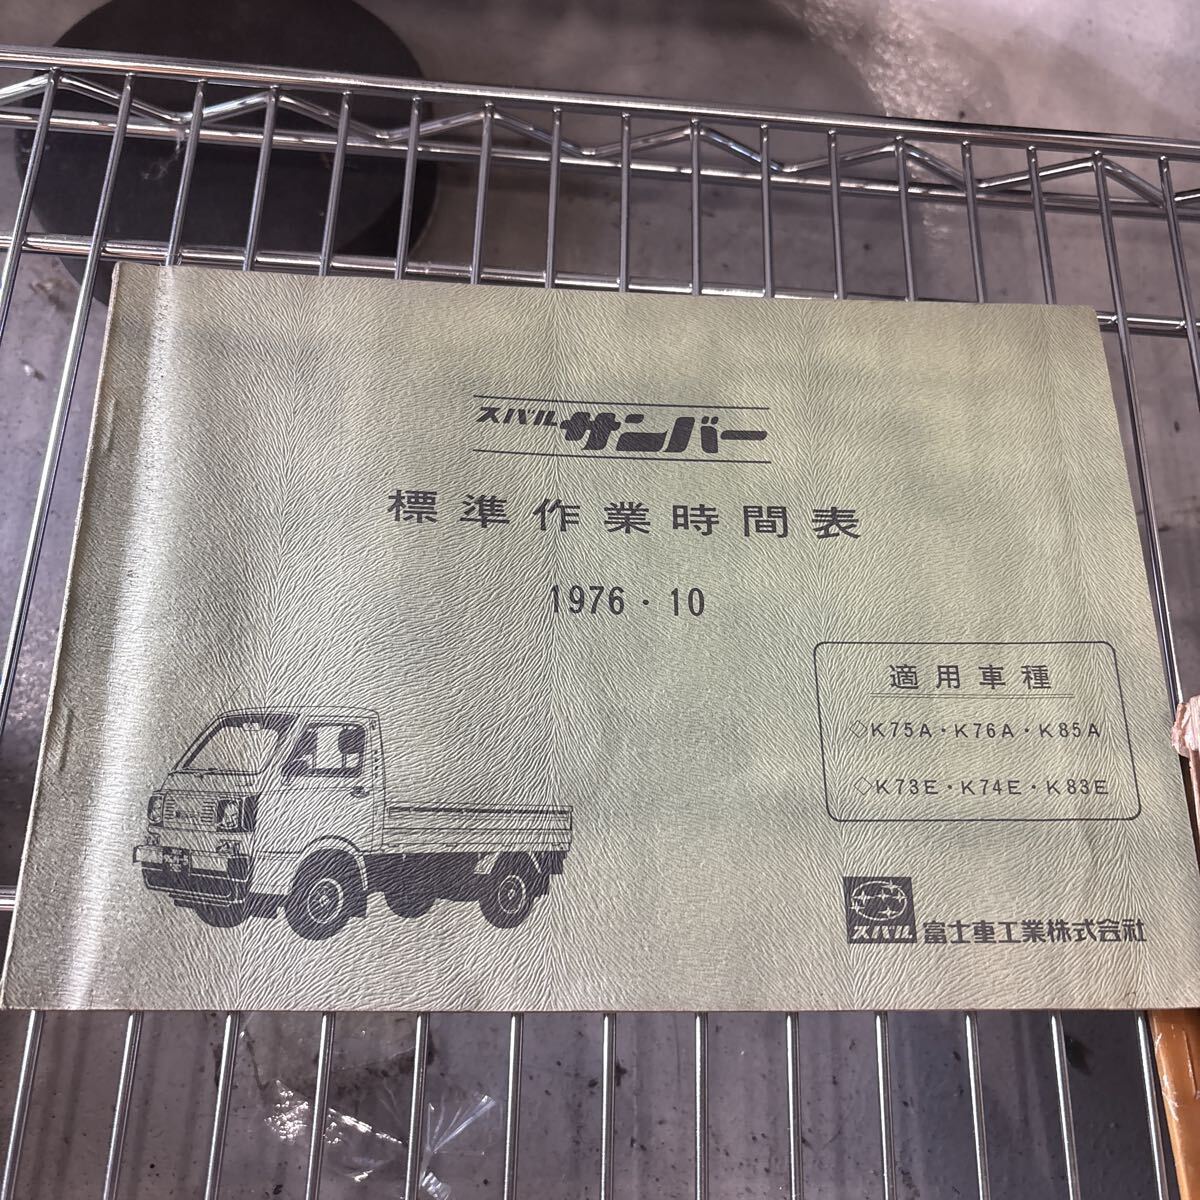 スバルサンバー
標準作業時間表
1976・10
適用車種
◇K75A・K76A・K85A
◇K73E・K74E・K83E
スバル 富士重工業株式会社